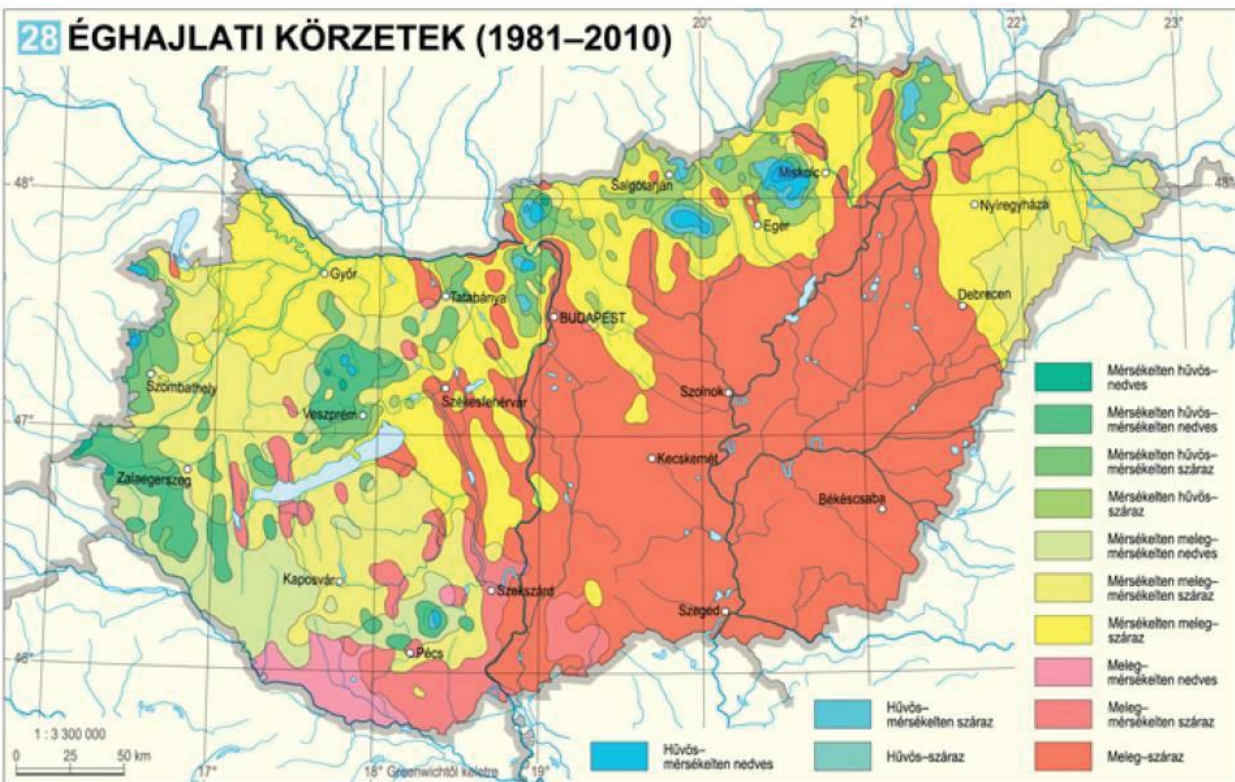 28 ÉGHAJLATI KÖRZETEK (1981–2010)
20°
21°
22°
23°
48°
48°
Salgótarján
Miskolc
Nyíregyháza
Eger
Győr
Tatabánya
BUDAPEST
Debrecen
Szombathely
Veszprém
Székesfehérvár
Szolnok
47°
Zalaegerszeg
Kecskemét
Békéscsaba
Kaposvár
Szekszárd
Szeged
46°
Pécs
Mérsékelten hűvös–
nedves
Mérsékelten hűvös–
mérsékelten nedves
Mérsékelten hűvös–
mérsékelten száraz
Mérsékelten hűvös–
száraz
Mérsékelten meleg–
mérsékelten nedves
Mérsékelten meleg–
mérsékelten száraz
Mérsékelten meleg–
száraz
Meleg–
mérsékelten nedves
Meleg–
mérsékelten száraz
Meleg–száraz
Hűvös–
mérsékelten száraz
Hűvös–száraz
Hűvös–
mérsékelten nedves
1 : 3 300 000
0 25 50 km
17°
18° Greenwichtől keletre
19°